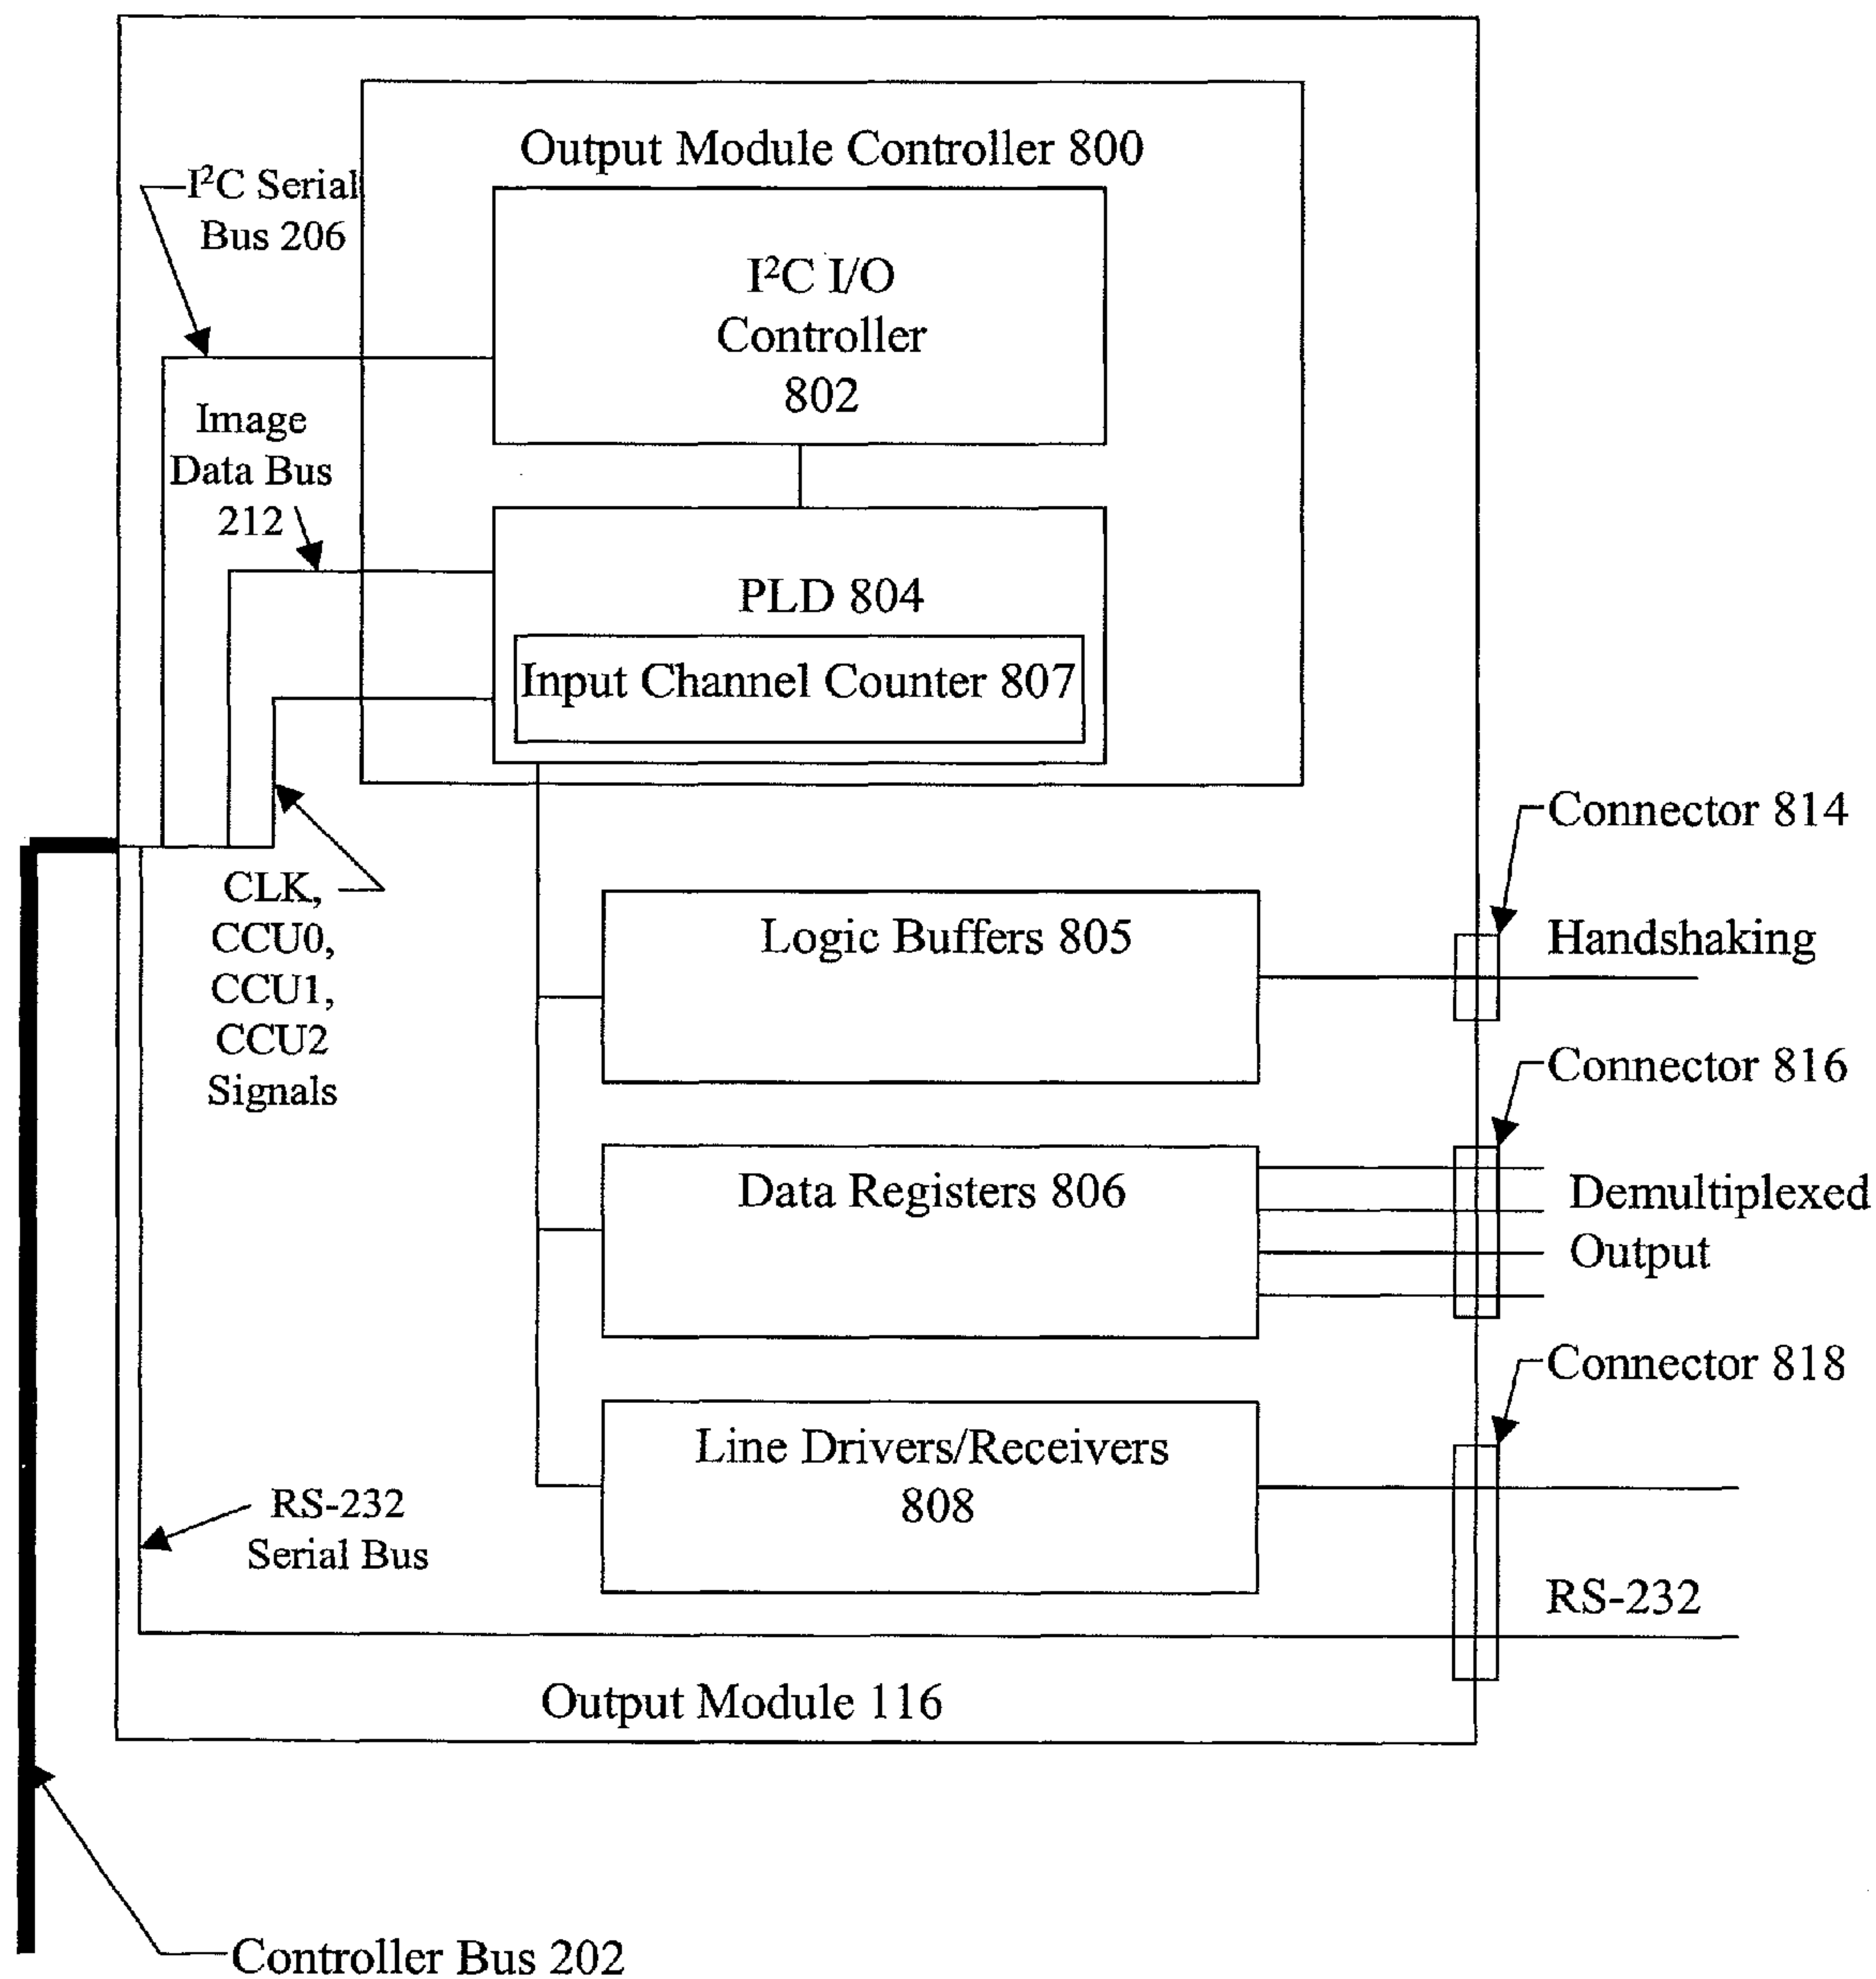 Output Module Controller 800
I²C Serial
Bus 206
I²C I/O
Controller
802
Image
Data Bus
212
PLD 804
Input Channel Counter 807
CLK,
CCU0,
CCU1,
CCU2
Signals
Connector 814
Logic Buffers 805
Handshaking
Connector 816
Data Registers 806
Demultiplexed
Output
Connector 818
Line Drivers/Receivers
808
RS-232
Serial Bus
RS-232
Output Module 116
Controller Bus 202